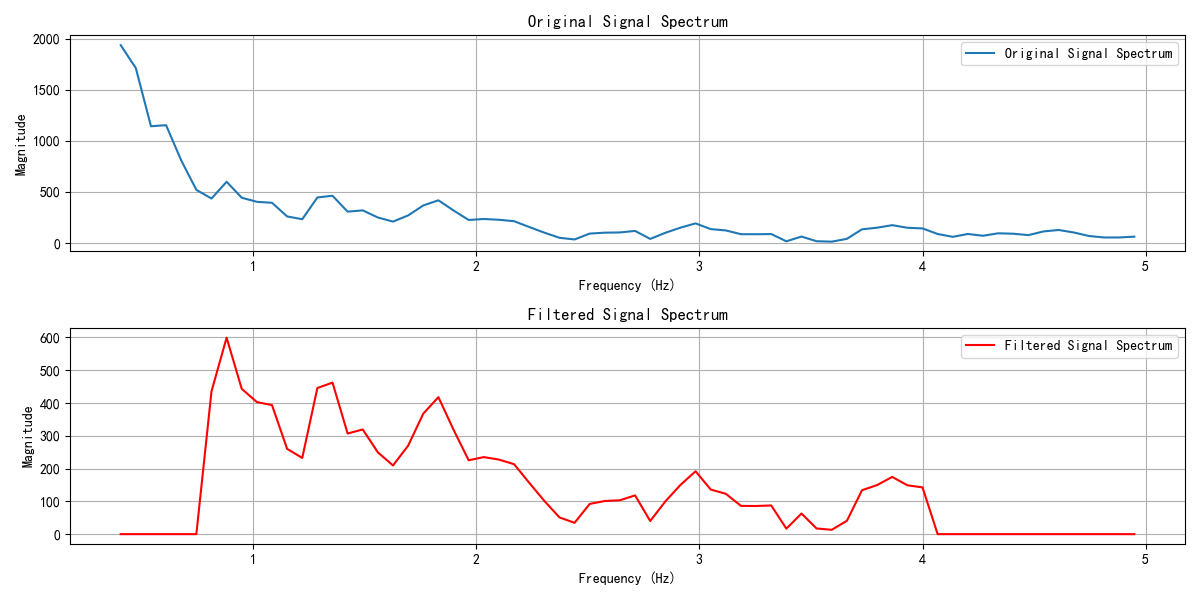 Original Signal Spectrum
2000
1500
1000
500
0
Magnitude
Original Signal Spectrum
1 2 3 4 5
Frequency (Hz)
Filtered Signal Spectrum
600
500
400
300
200
100
0
Magnitude
Filtered Signal Spectrum
1 2 3 4 5
Frequency (Hz)